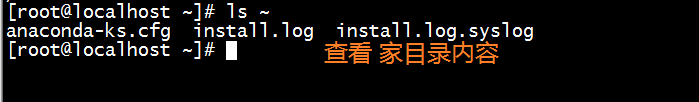 [root@localhost ~]# ls ~
anaconda-ks.cfg  install.log  install.log.syslog
[root@localhost ~]# 查看 家目录内容